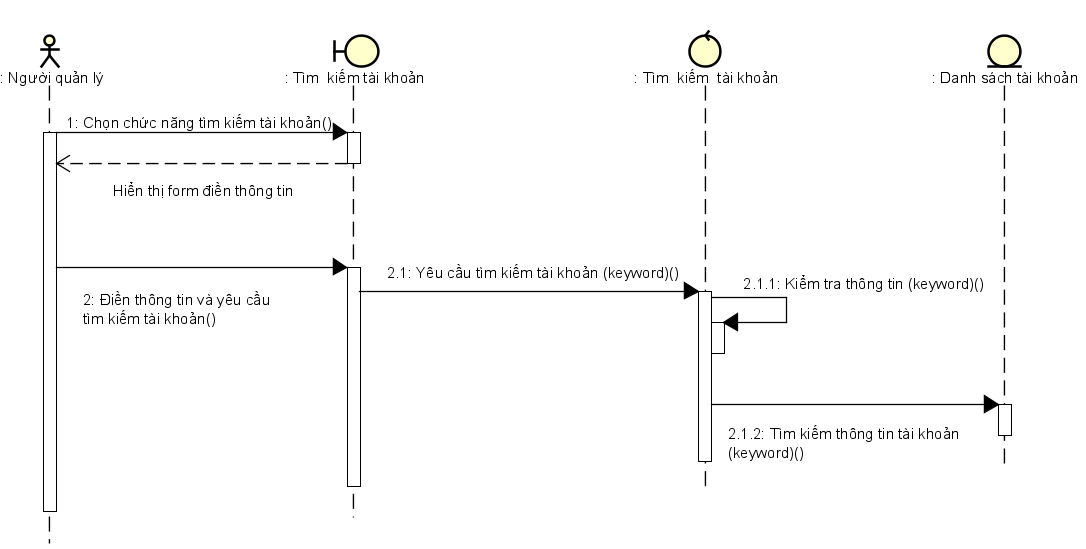 : Người quản lý
: Tìm kiếm tài khoản
: Tìm kiếm tài khoản
: Danh sách tài khoản
1: Chọn chức năng tìm kiếm tài khoản()
Hiển thị form điền thông tin
2.1: Yêu cầu tìm kiếm tài khoản (keyword)()
2.1.1: Kiểm tra thông tin (keyword)()
2: Điền thông tin và yêu cầu
tìm kiếm tài khoản()
2.1.2: Tìm kiếm thông tin tài khoản
(keyword)()